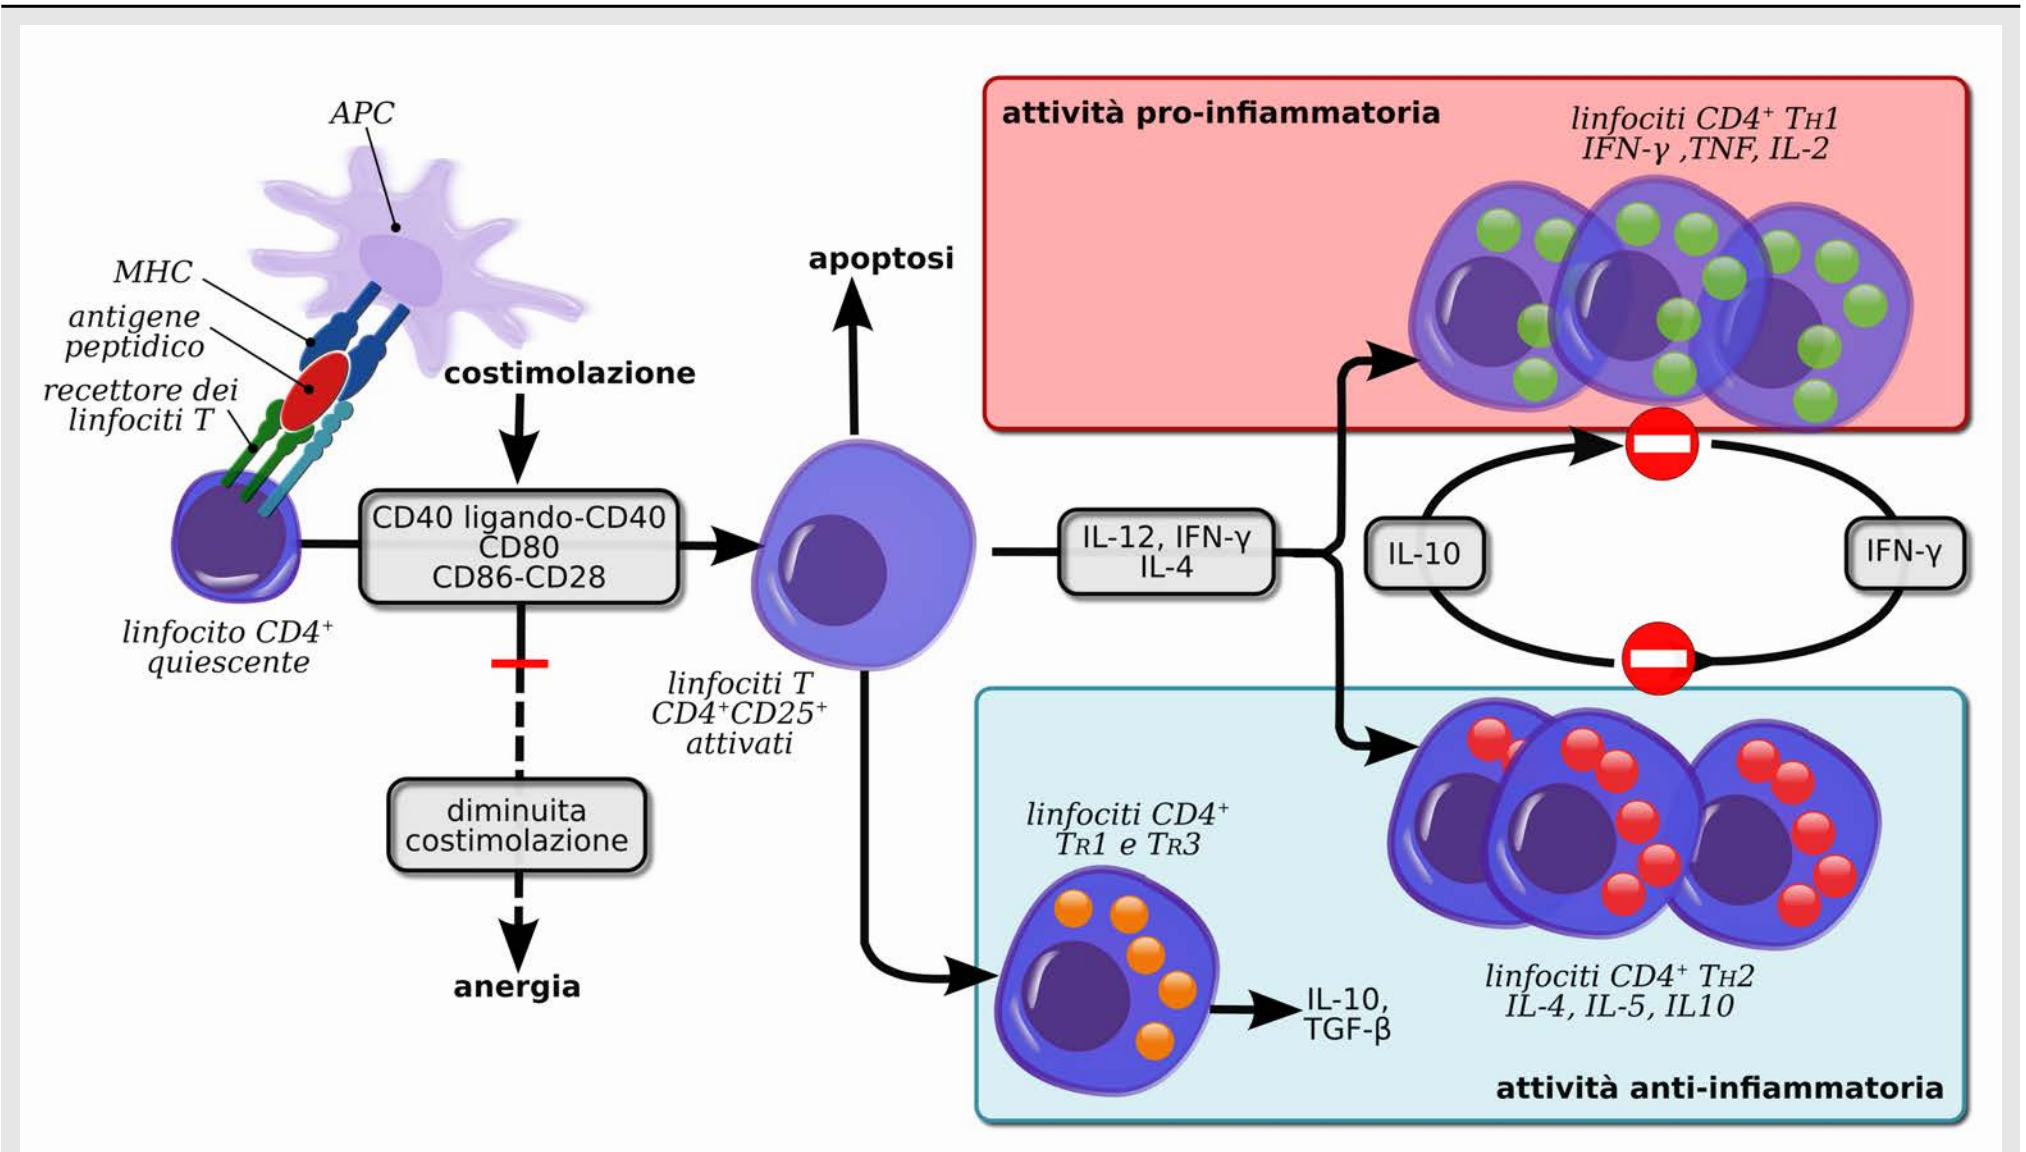 APC
MHC
antigene
peptidico
recettore dei
linfociti T
linfocito CD4⁺
quiescente
costimolazione
CD40 ligando-CD40
CD80
CD86-CD28
diminuita
costimolazione
anergia
apoptosi
linfociti T
CD4⁺CD25⁺
attivati
IL-12, IFN-γ
IL-4
attività pro-infiammatoria
linfociti CD4⁺ TH1
IFN-γ ,TNF, IL-2
IL-10
IFN-γ
linfociti CD4⁺
TR1 e TR3
IL-10,
TGF-β
linfociti CD4⁺ TH2
IL-4, IL-5, IL10
attività anti-infiammatoria